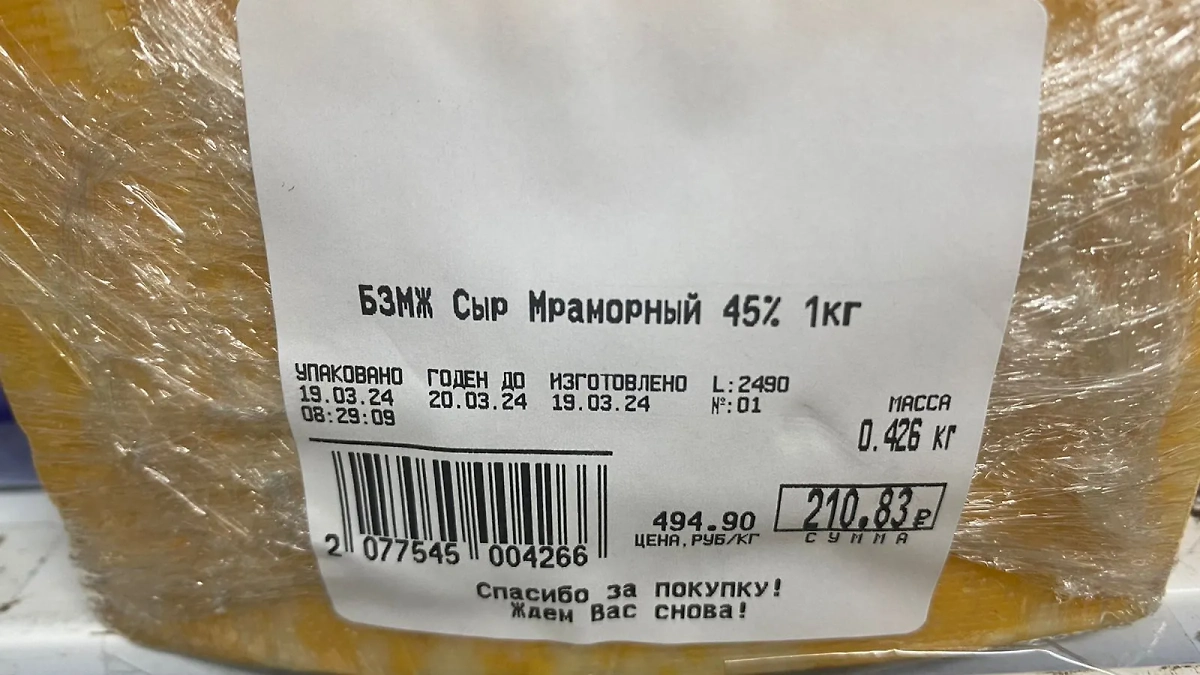 БЗМЖ Сыр Мраморный 45% 1кг
УПАКОВАНО ГОДЕН ДО ИЗГОТОВЛЕНО L:2490
19.03.24 20.03.24 19.03.24 №:01
08:29:09
МАССА
0.426 кг
2 077545 004266
494.90
ЦЕНА,РУБ/КГ
210.83₽
СУММА
Спасибо за покупку!
Ждем Вас снова!